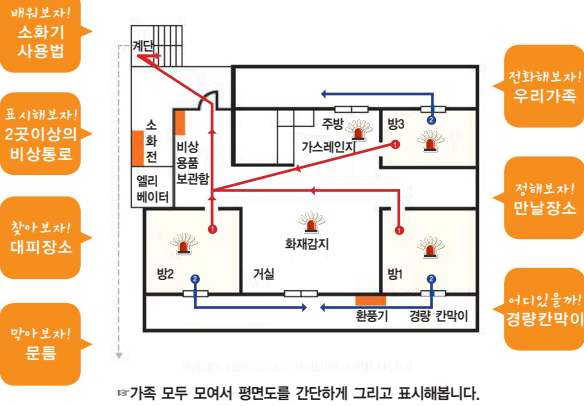 배워보자!
소화기
사용법
표시해보자!
2곳이상의
비상통로
찾아보자!
대피장소
막아보자!
문틈
계단
소
화
전
비상
용품
보관함
엘리
베이터
주방
가스레인지
방3
1
2
1
화재감지
방2
2
거실
1
방1
2
환풍기
경량 칸막이
전화해보자!
우리가족
정해보자!
만날장소
어디있을까!
경량칸막이
☞가족 모두 모여서 평면도를 간단하게 그리고 표시해봅니다.